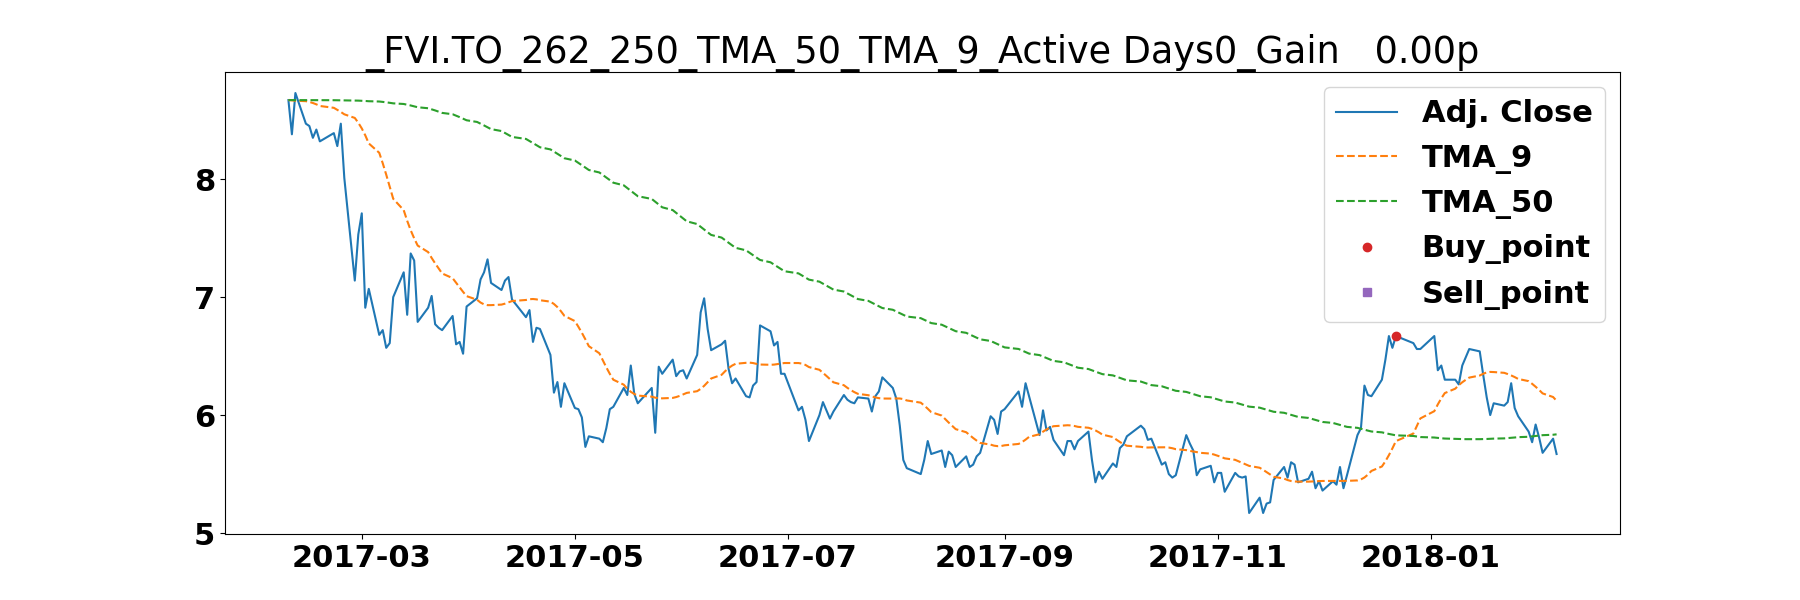 _FVI.TO_262_250_TMA_50_TMA_9_Active Days0_Gain   0.00p
Adj. Close
TMA_9
TMA_50
Buy_point
Sell_point
8
7
6
5
2017-03
2017-05
2017-07
2017-09
2017-11
2018-01